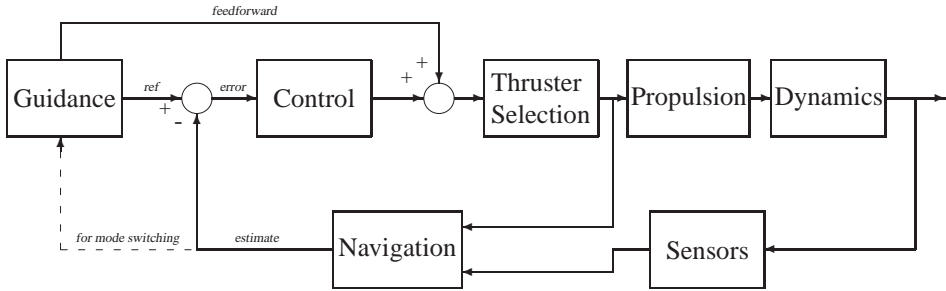 feedforward
Guidance
ref
+
-
error
Control
+
+
Thruster
Selection
Propulsion
Dynamics
for mode switching
estimate
Navigation
Sensors